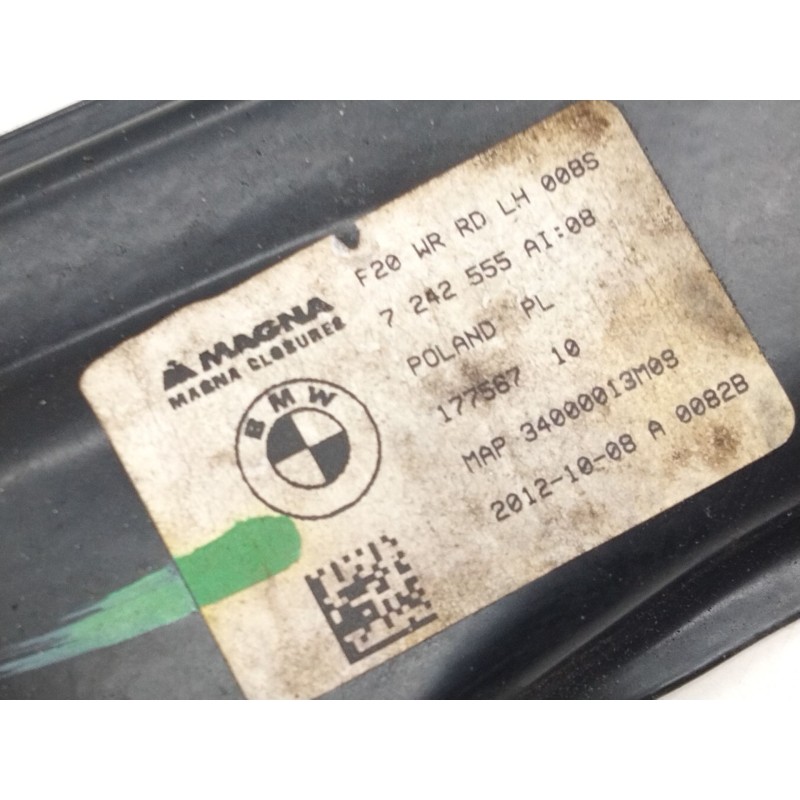 MAGNA
MAGNA CLOSURES
BMW
F20 WR RD LH 008S
7 242 555 AI:08
POLAND PL
177567 10
MAP 34000013M08
2012-10-08 A 0082B